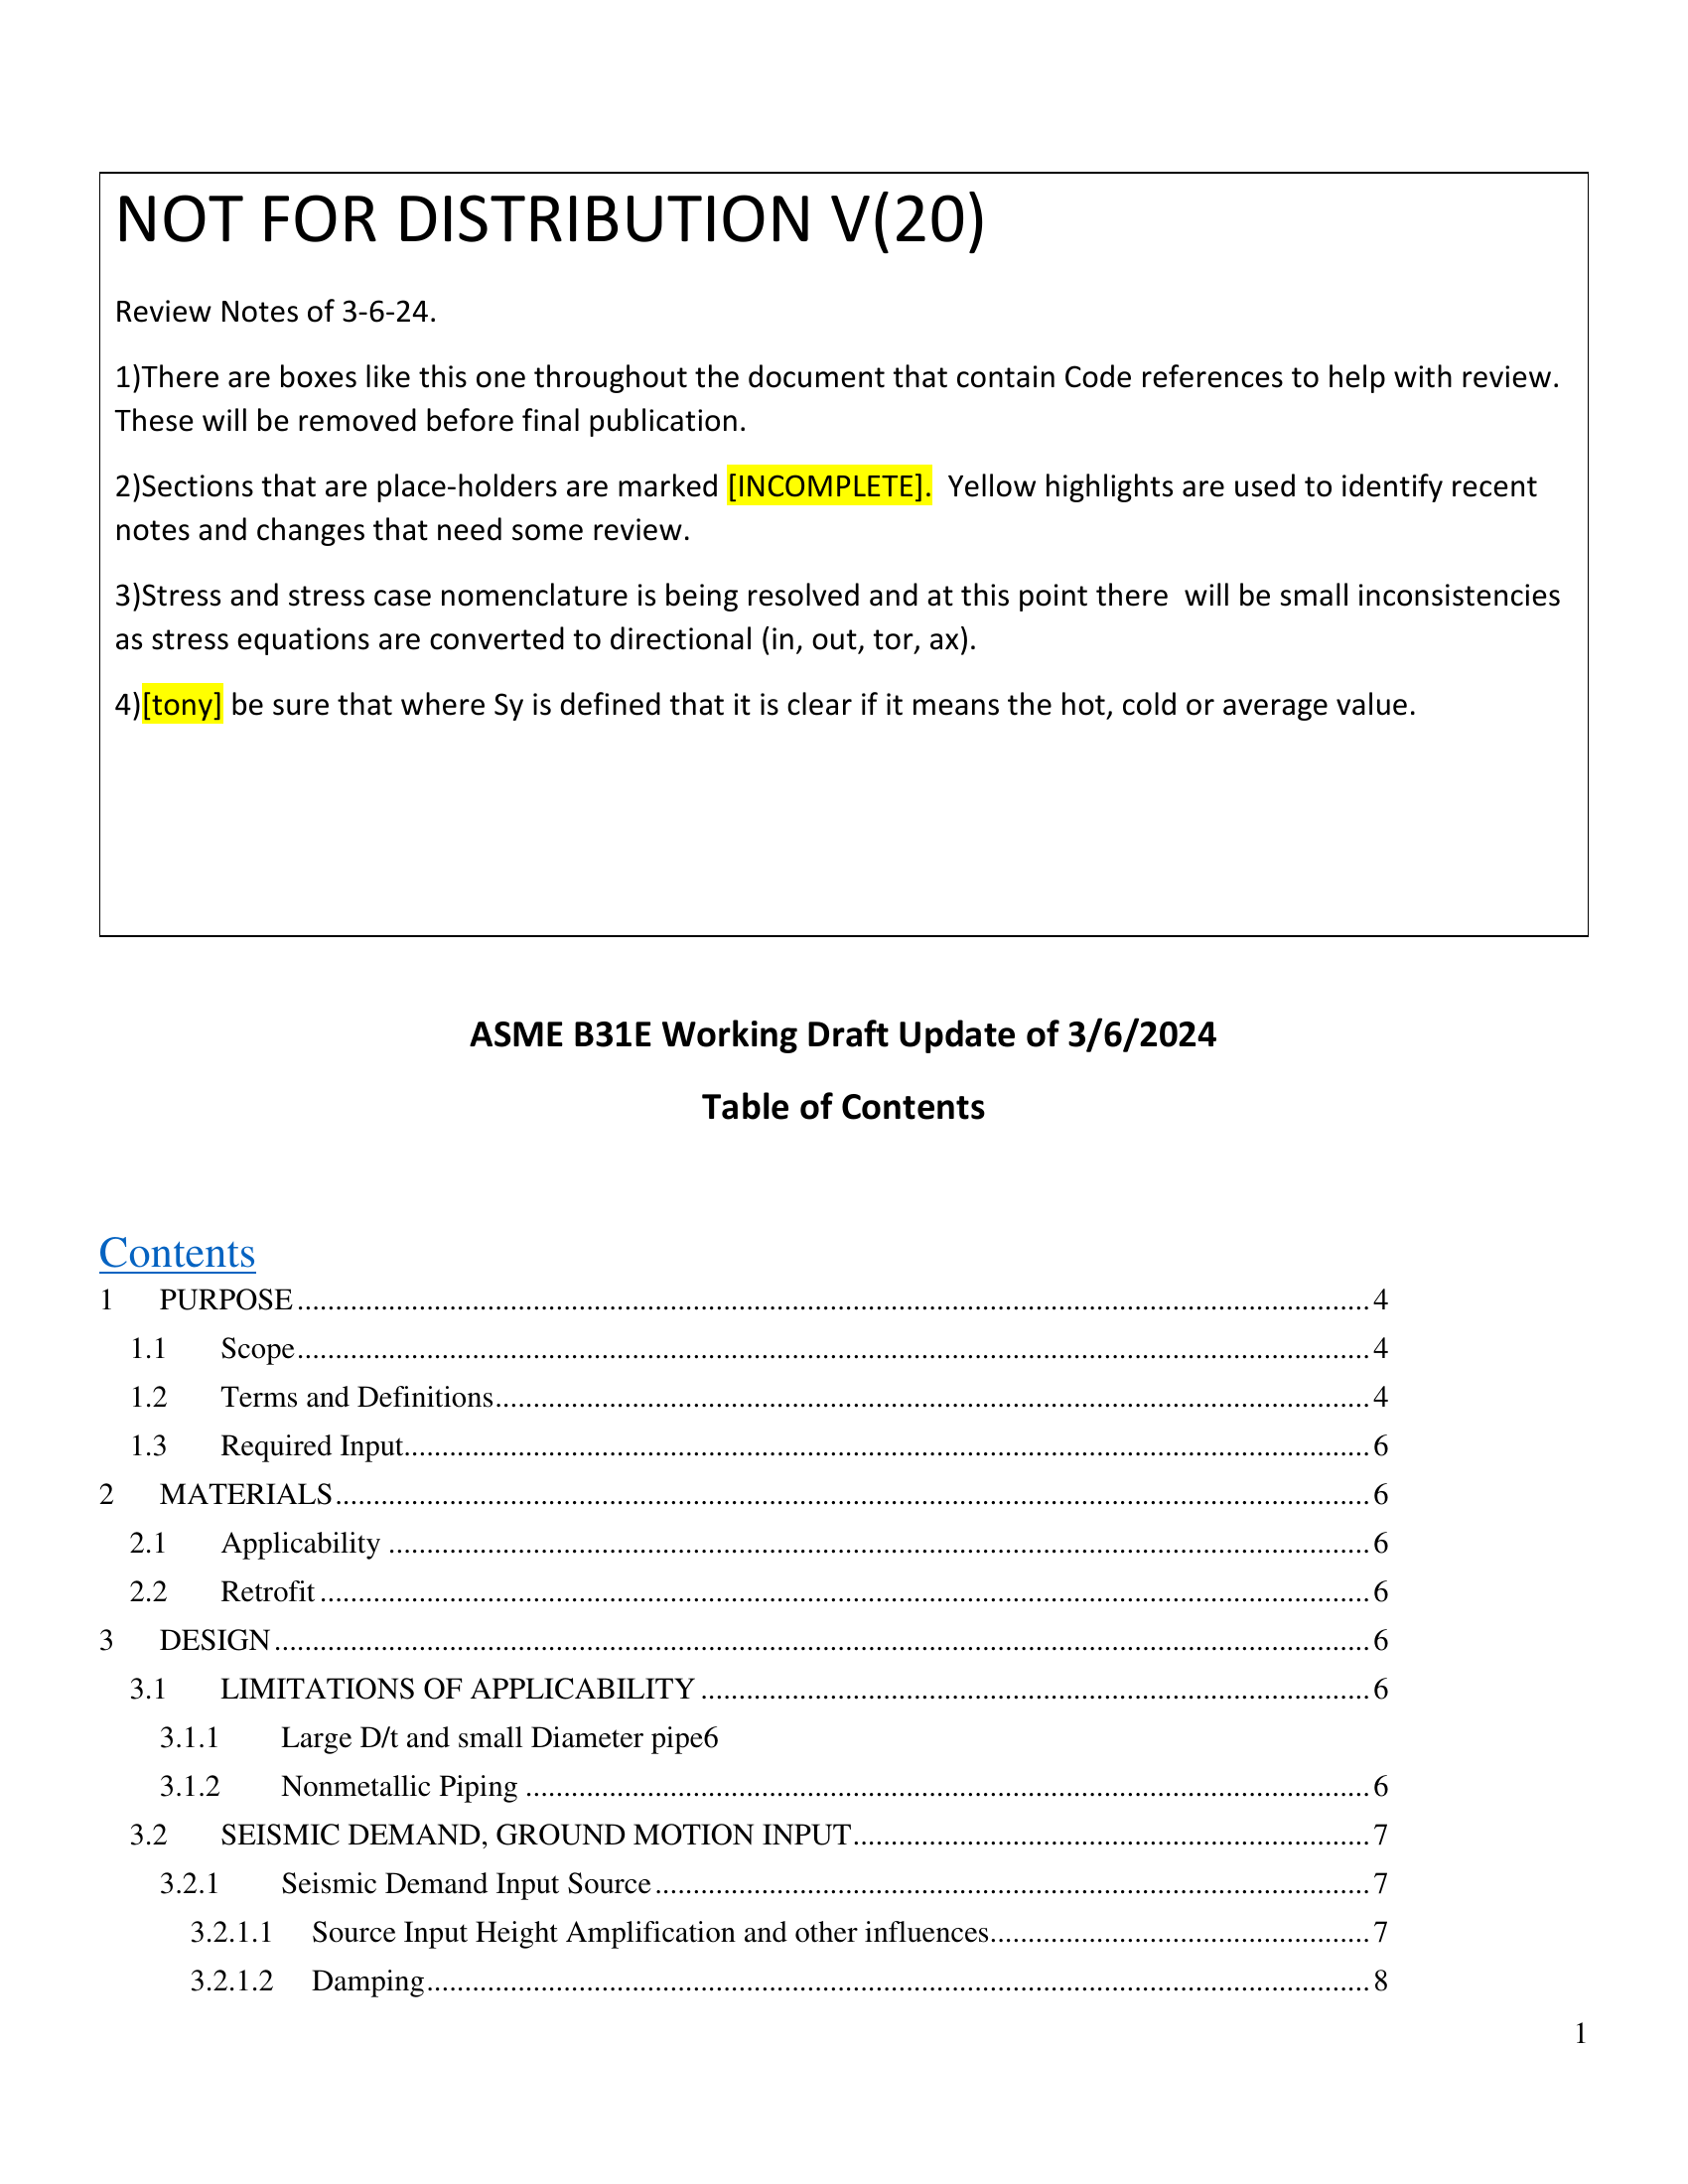 NOT FOR DISTRIBUTION V(20)
Review Notes of 3-6-24.
1)There are boxes like this one throughout the document that contain Code references to help with review.
These will be removed before final publication.
2)Sections that are place-holders are marked [INCOMPLETE].  Yellow highlights are used to identify recent
notes and changes that need some review.
3)Stress and stress case nomenclature is being resolved and at this point there  will be small inconsistencies
as stress equations are converted to directional (in, out, tor, ax).
4)[tony] be sure that where Sy is defined that it is clear if it means the hot, cold or average value.
ASME B31E Working Draft Update of 3/6/2024
Table of Contents
Contents
1 PURPOSE........4
1.1 Scope........4
1.2 Terms and Definitions........4
1.3 Required Input........6
2 MATERIALS........6
2.1 Applicability........6
2.2 Retrofit........6
3 DESIGN........6
3.1 LIMITATIONS OF APPLICABILITY........6
3.1.1 Large D/t and small Diameter pipe6
3.1.2 Nonmetallic Piping........6
3.2 SEISMIC DEMAND, GROUND MOTION INPUT........7
3.2.1 Seismic Demand Input Source........7
3.2.1.1 Source Input Height Amplification and other influences........7
3.2.1.2 Damping........8
1